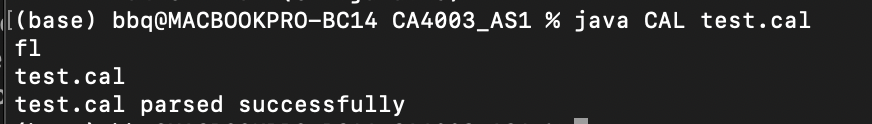 (base) bbq@MACBOOKPRO-BC14 CA4003_AS1 % java CAL test.cal
fl
test.cal
test.cal parsed successfully